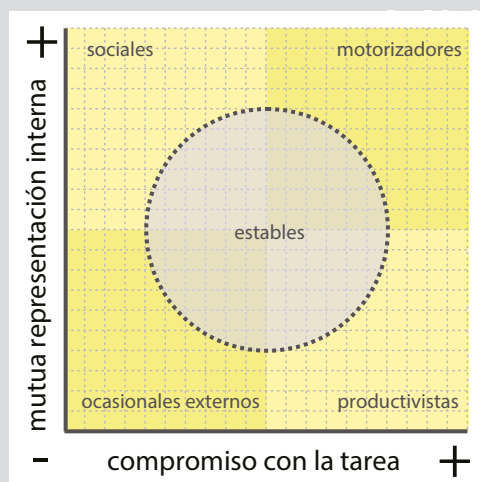 +
sociales
motorizadores
mutua representación interna
estables
ocasionales externos
productivistas
-
compromiso con la tarea
+